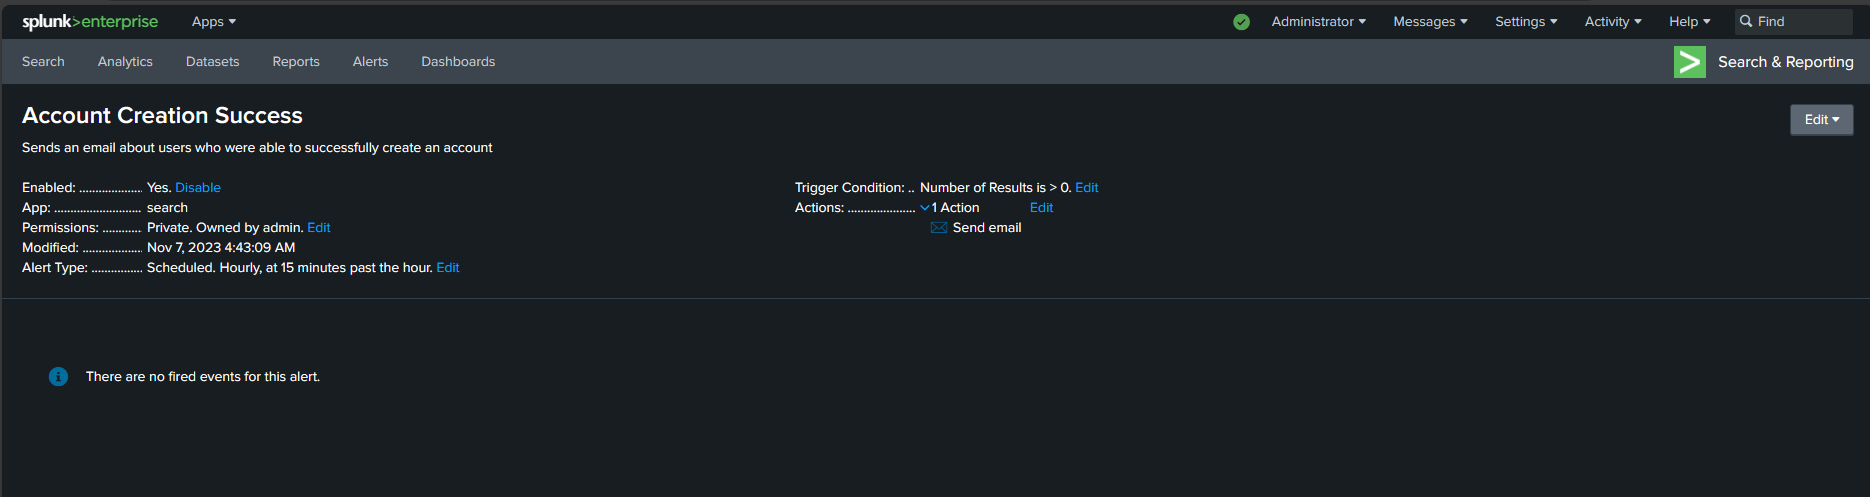 splunk>enterprise Apps Administrator Messages Settings Activity Help Find
Search Analytics Datasets Reports Alerts Dashboards Search & Reporting
Account Creation Success
Edit
Sends an email about users who were able to successfully create an account
Enabled: ................... Yes. Disable
App: .......................... search
Permissions: ............ Private. Owned by admin. Edit
Modified: .................. Nov 7, 2023 4:43:09 AM
Alert Type: ............... Scheduled. Hourly, at 15 minutes past the hour. Edit
Trigger Condition: .. Number of Results is > 0. Edit
Actions: ..................... 1 Action Edit
Send email
There are no fired events for this alert.